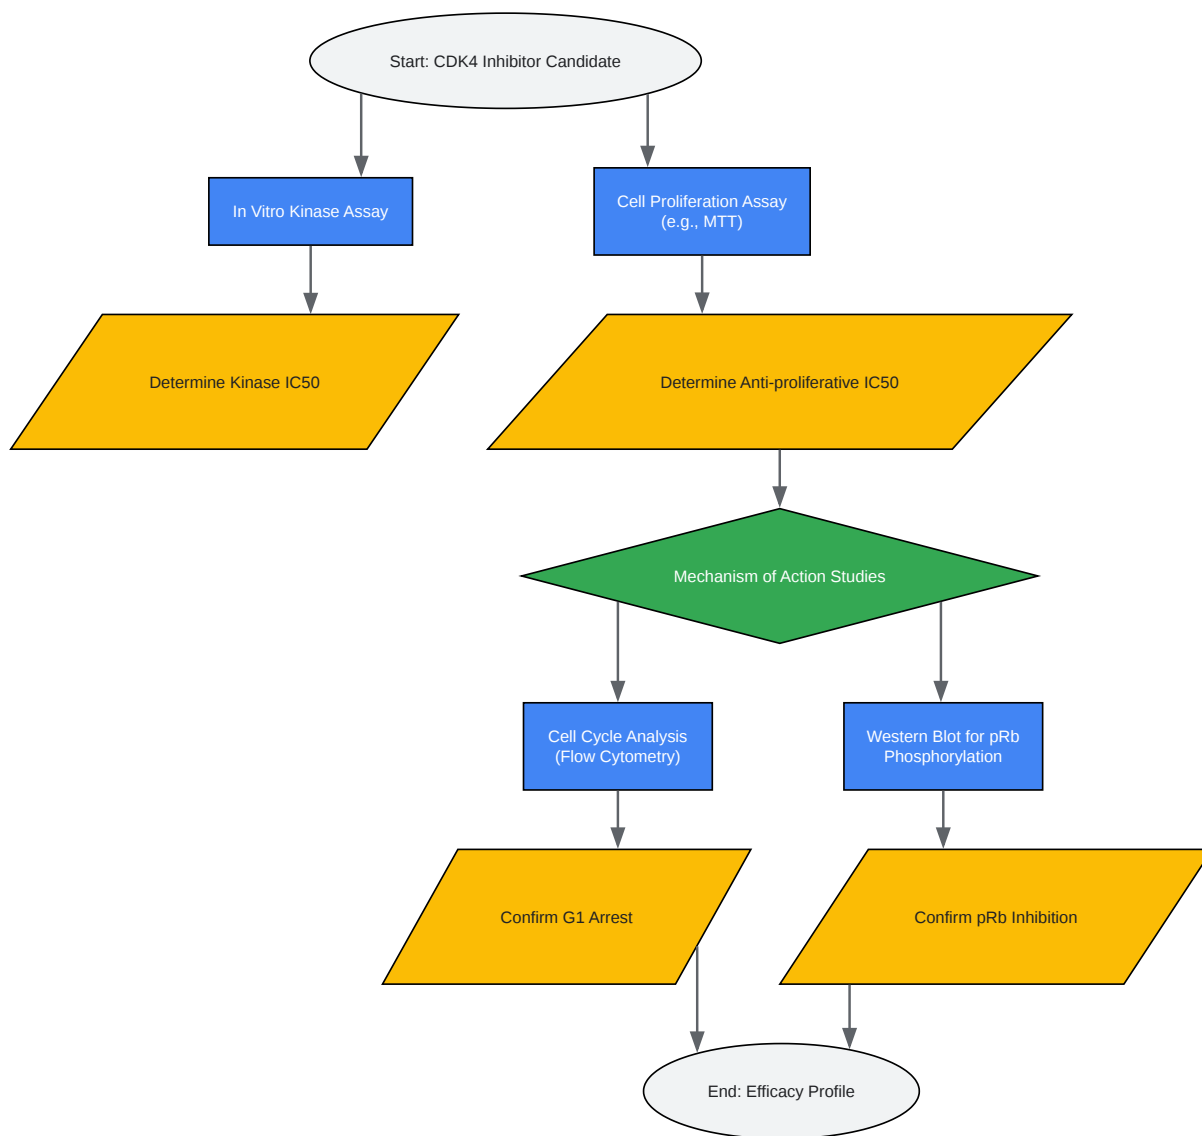 Start: CDK4 Inhibitor Candidate
In Vitro Kinase Assay
Cell Proliferation Assay
(e.g., MTT)
Determine Kinase IC50
Determine Anti-proliferative IC50
Mechanism of Action Studies
Cell Cycle Analysis
(Flow Cytometry)
Western Blot for pRb
Phosphorylation
Confirm G1 Arrest
Confirm pRb Inhibition
End: Efficacy Profile